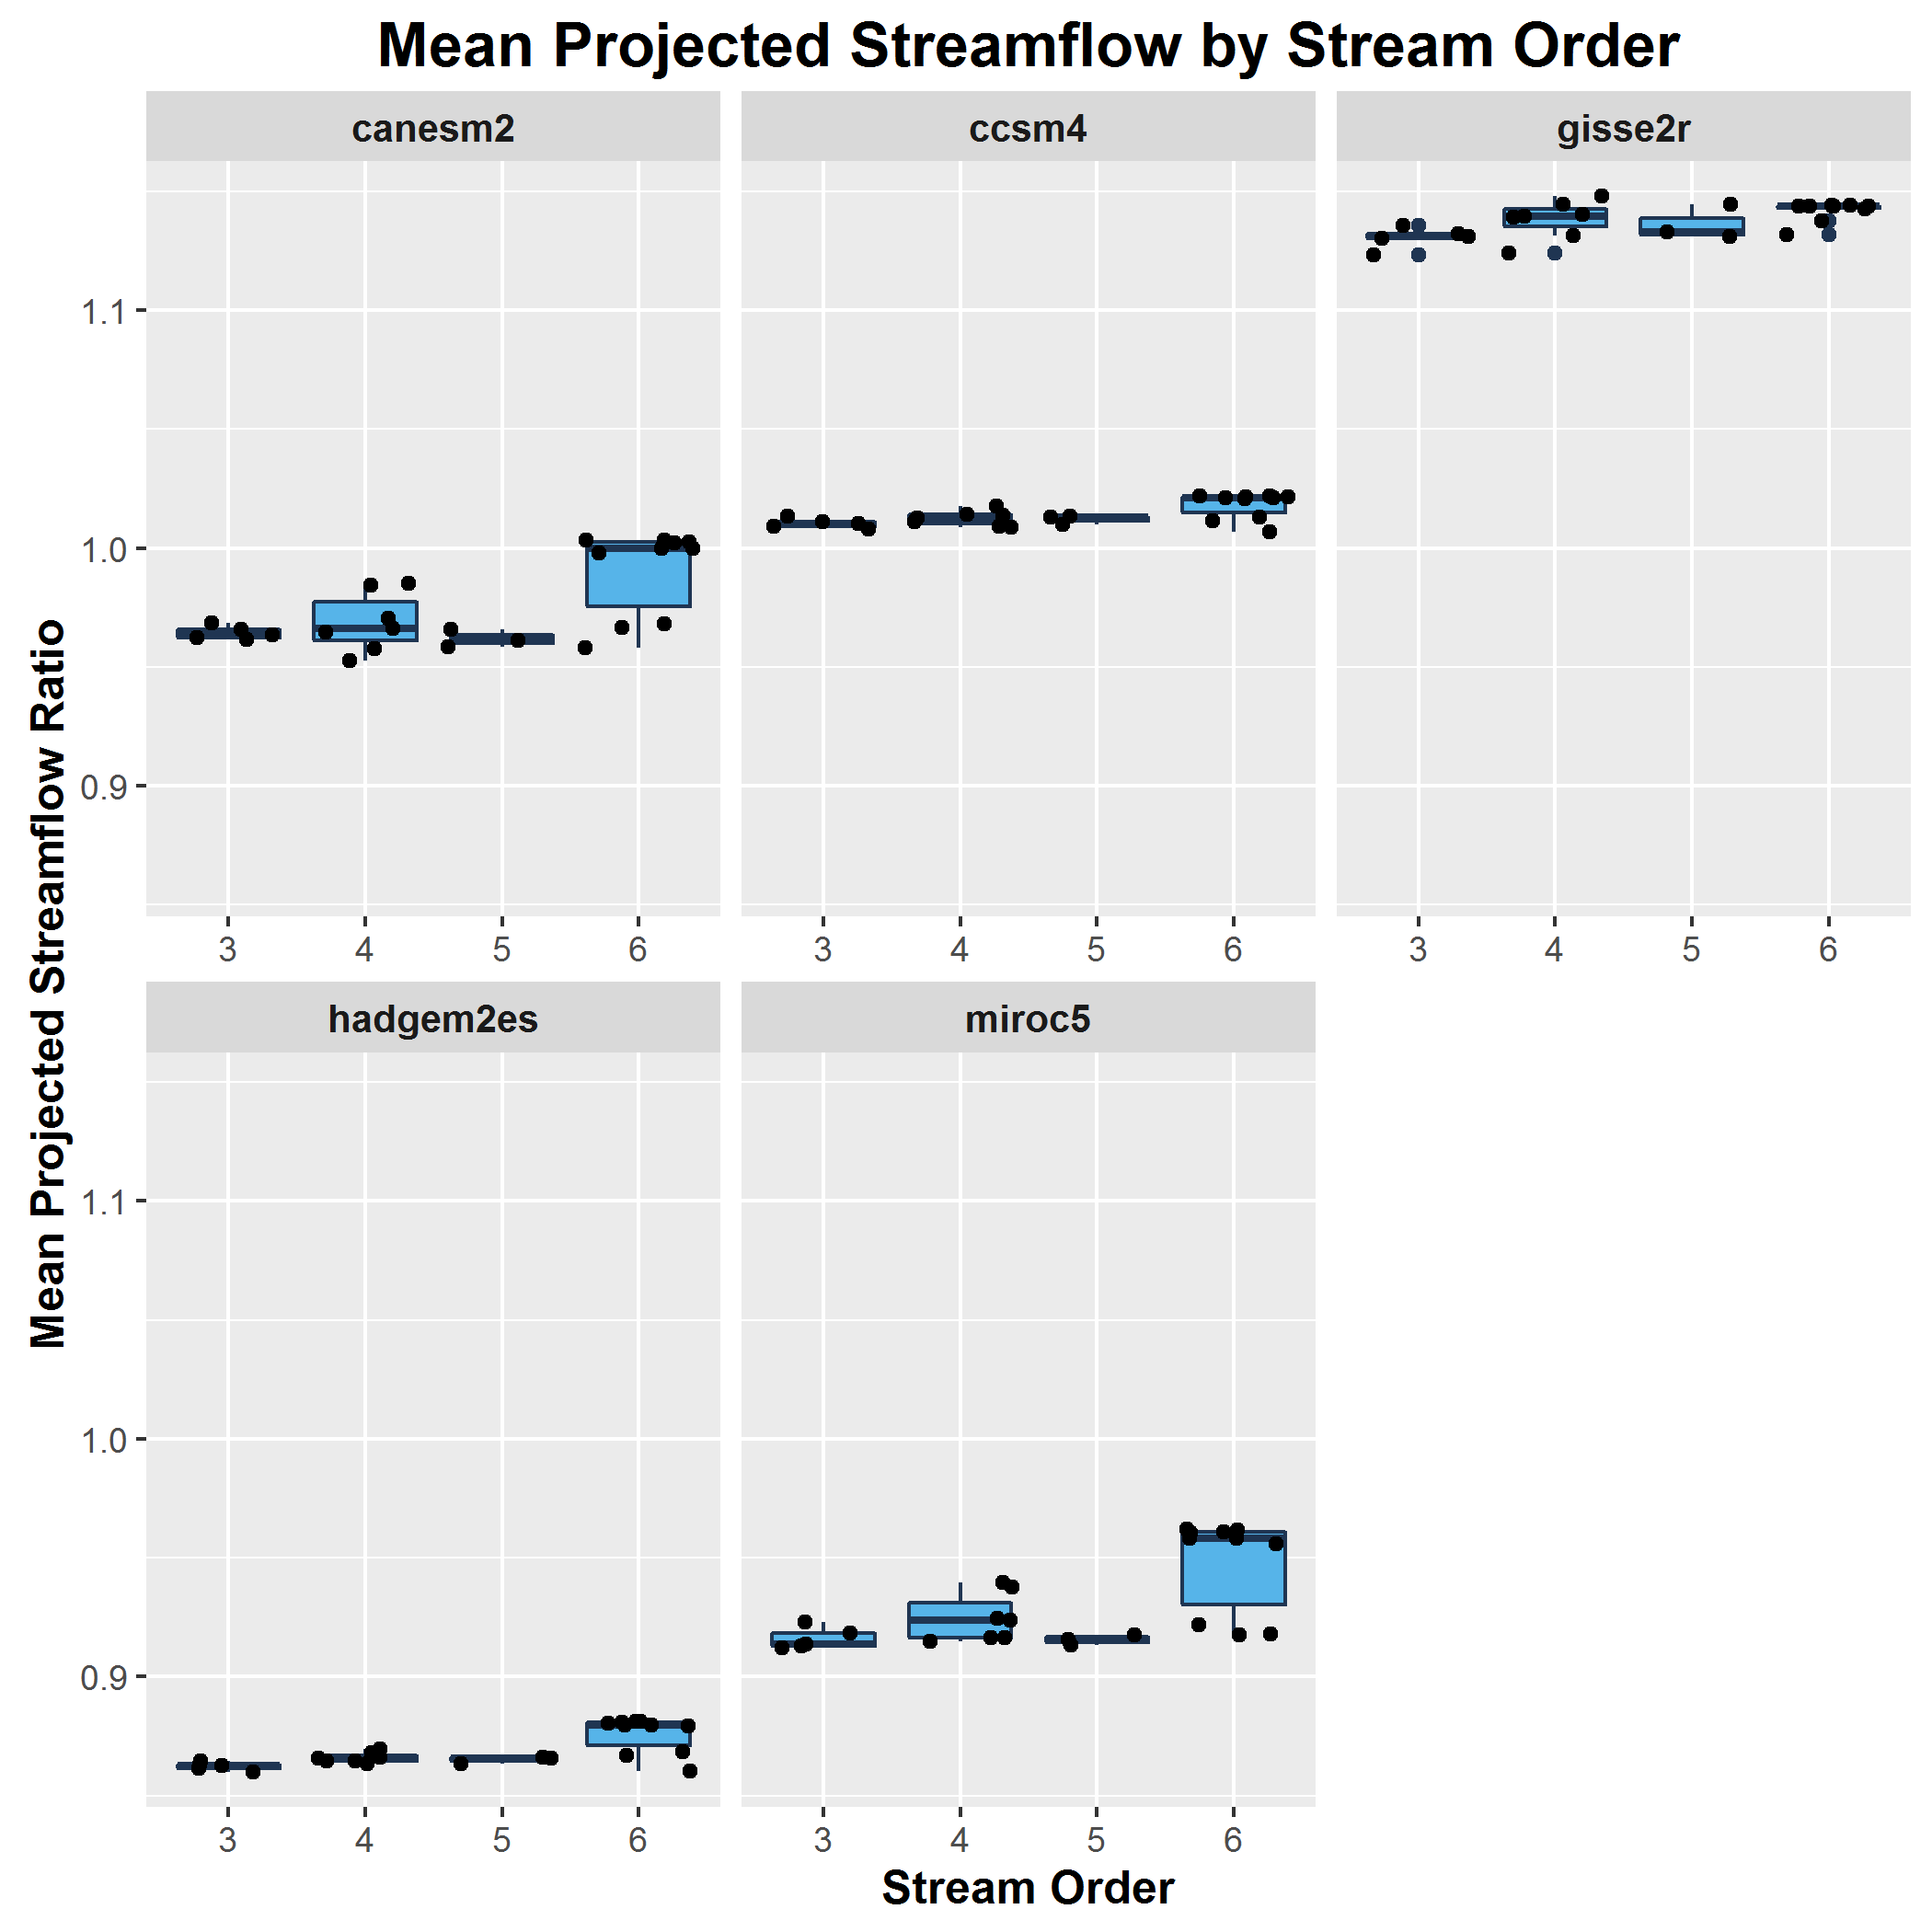 Mean Projected Streamflow by Stream Order
canesm2
ccsm4
gisse2r
1.1
1.0
0.9
3 4 5 6
3 4 5 6
3 4 5 6
Mean Projected Streamflow Ratio
hadgem2es
miroc5
1.1
1.0
0.9
3 4 5 6
3 4 5 6
Stream Order